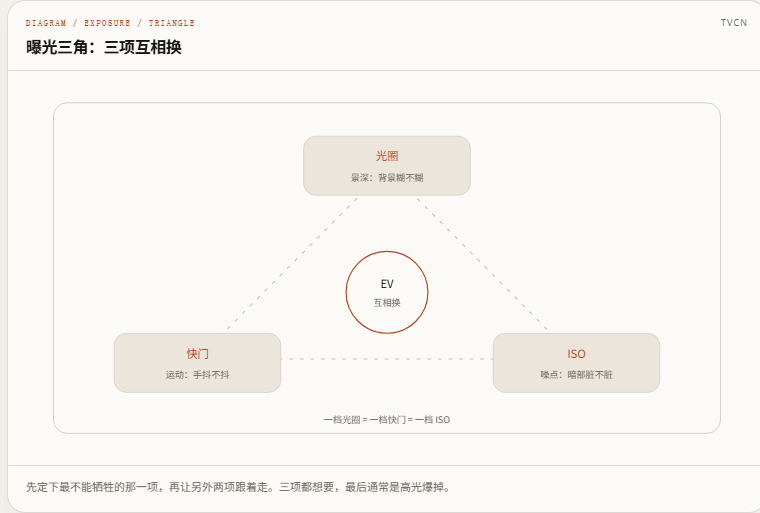 DIAGRAM / EXPOSURE / TRIANGLE
TVCN
曝光三角：三项互相换
光圈
景深：背景糊不糊
EV
互相换
快门
运动：手抖不抖
ISO
噪点：暗部脏不脏
一档光圈 = 一档快门 = 一档 ISO
先定下最不能牺牲的那一项，再让另外两项跟着走。三项都想要，最后通常是高光爆掉。